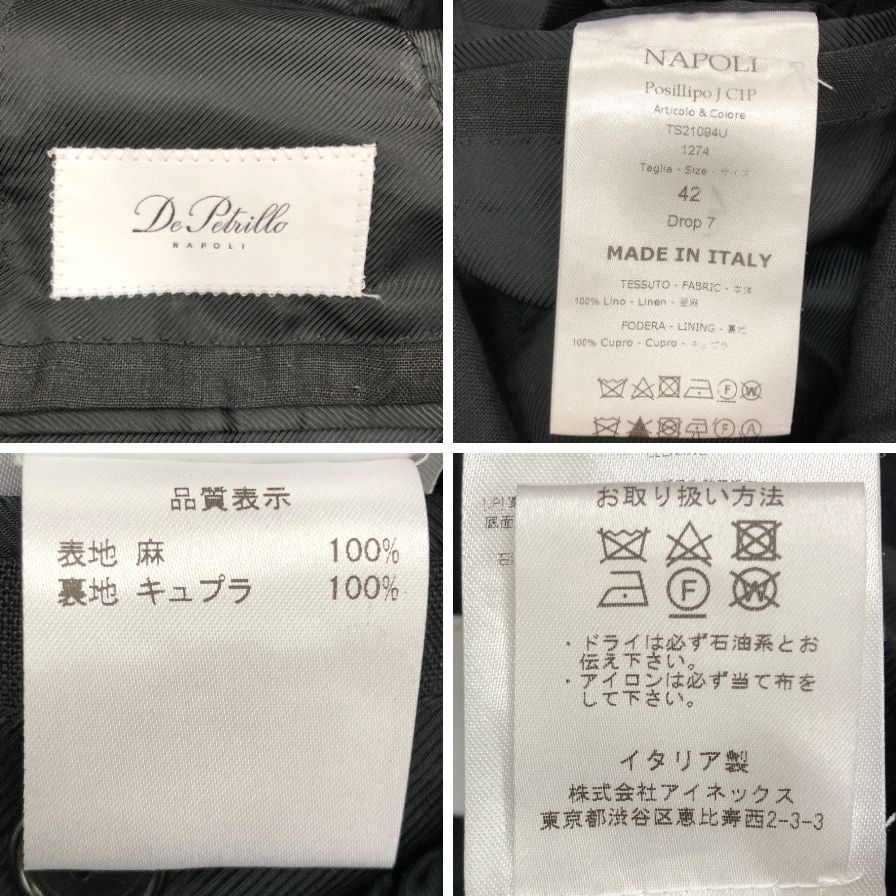 De Petrillo
NAPOLI
NAPOLI
Posillipo J C1P
Articolo & Colore
TS21094U
1274
Taglia - Size - サイズ
42
Drop 7
MADE IN ITALY
TESSUTO - FABRIC - 本体
100% Lino - Linen - 亜麻
FODERA - LINING - 裏地
100% Cupro - Cupro - キュプラ
F W
F A
品質表示
表地 麻 100%
裏地 キュプラ 100%
底面
石
お取り扱い方法
F W
・ドライは必ず石油系とお
伝え下さい。
・アイロンは必ず当て布を
して下さい。
イタリア製
株式会社アイネックス
東京都渋谷区恵比寿西2-3-3